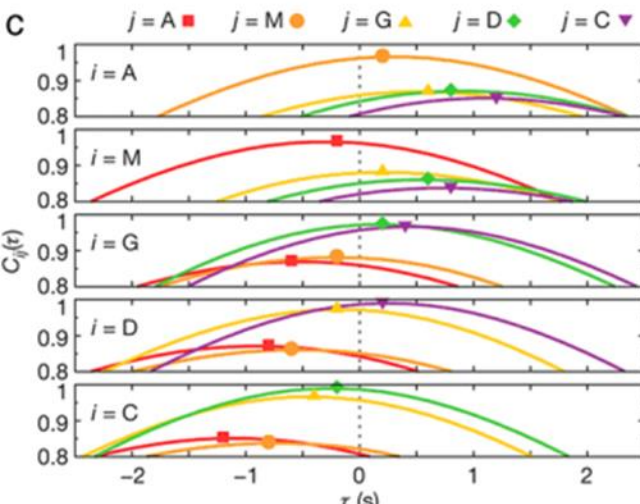 C
j = A j = M j = G j = D j = C
1
0.9
0.8
i = A
1
0.9
0.8
i = M
1
0.9
0.8
i = G
1
0.9
0.8
i = D
1
0.9
0.8
i = C
Cij(τ)
−2 −1 0 1 2
τ (s)